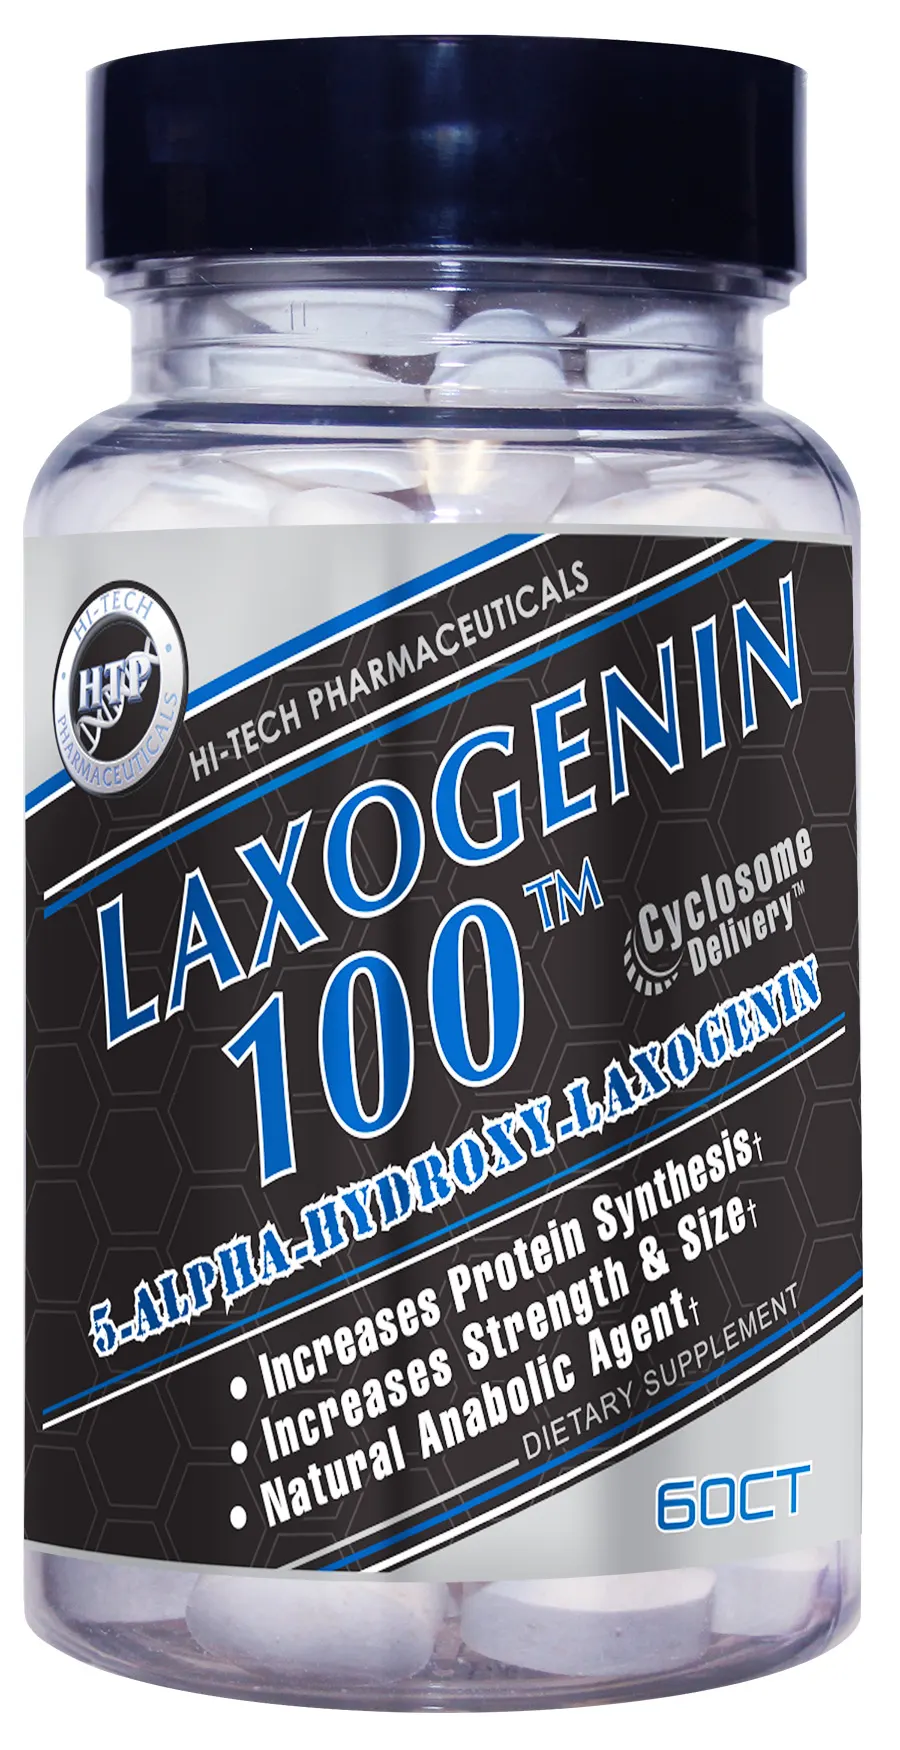 HI-TECH
HTP
PHARMACEUTICALS
HI-TECH PHARMACEUTICALS
LAXOGENIN
100™
Cyclosome
Delivery™
5-ALPHA-HYDROXY-LAXOGENIN
• Increases Protein Synthesis†
• Increases Strength & Size†
• Natural Anabolic Agent†
DIETARY SUPPLEMENT
60CT